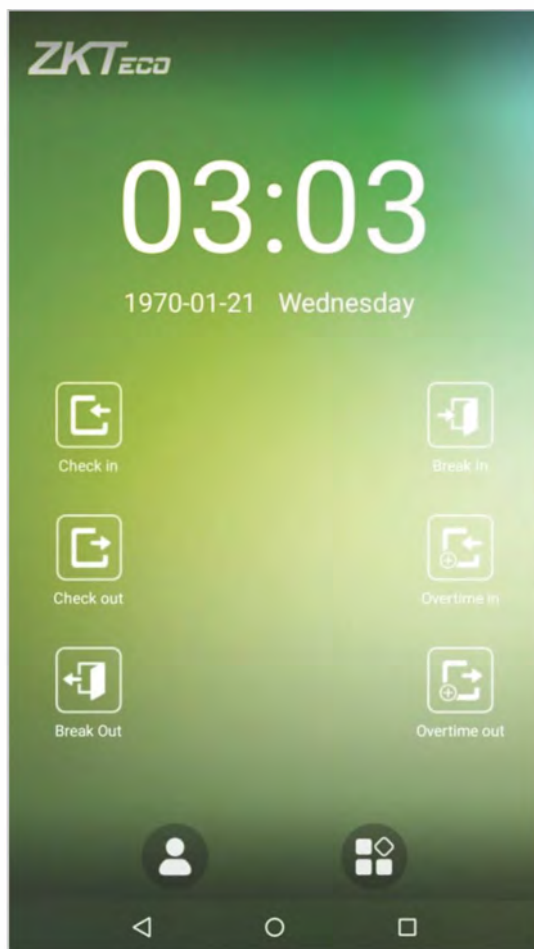 ZKTECO
03:03
1970-01-21 Wednesday
Check in
Break In
Check out
Overtime in
Break Out
Overtime out